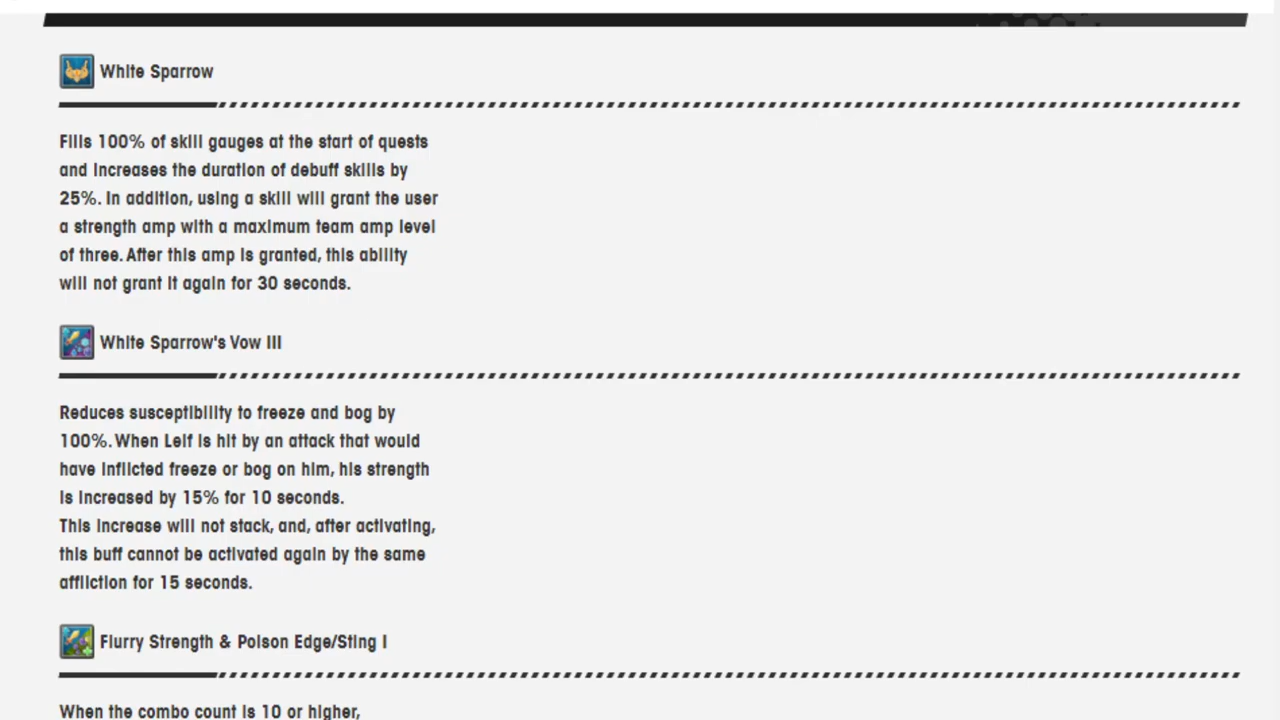 White Sparrow
Fills 100% of skill gauges at the start of quests
and increases the duration of debuff skills by
25%. In addition, using a skill will grant the user
a strength amp with a maximum team amp level
of three. After this amp is granted, this ability
will not grant it again for 30 seconds.
White Sparrow's Vow III
Reduces susceptibility to freeze and bog by
100%. When Leif is hit by an attack that would
have inflicted freeze or bog on him, his strength
is increased by 15% for 10 seconds.
This increase will not stack, and, after activating,
this buff cannot be activated again by the same
affliction for 15 seconds.
Flurry Strength & Poison Edge/Sting I
When the combo count is 10 or higher,